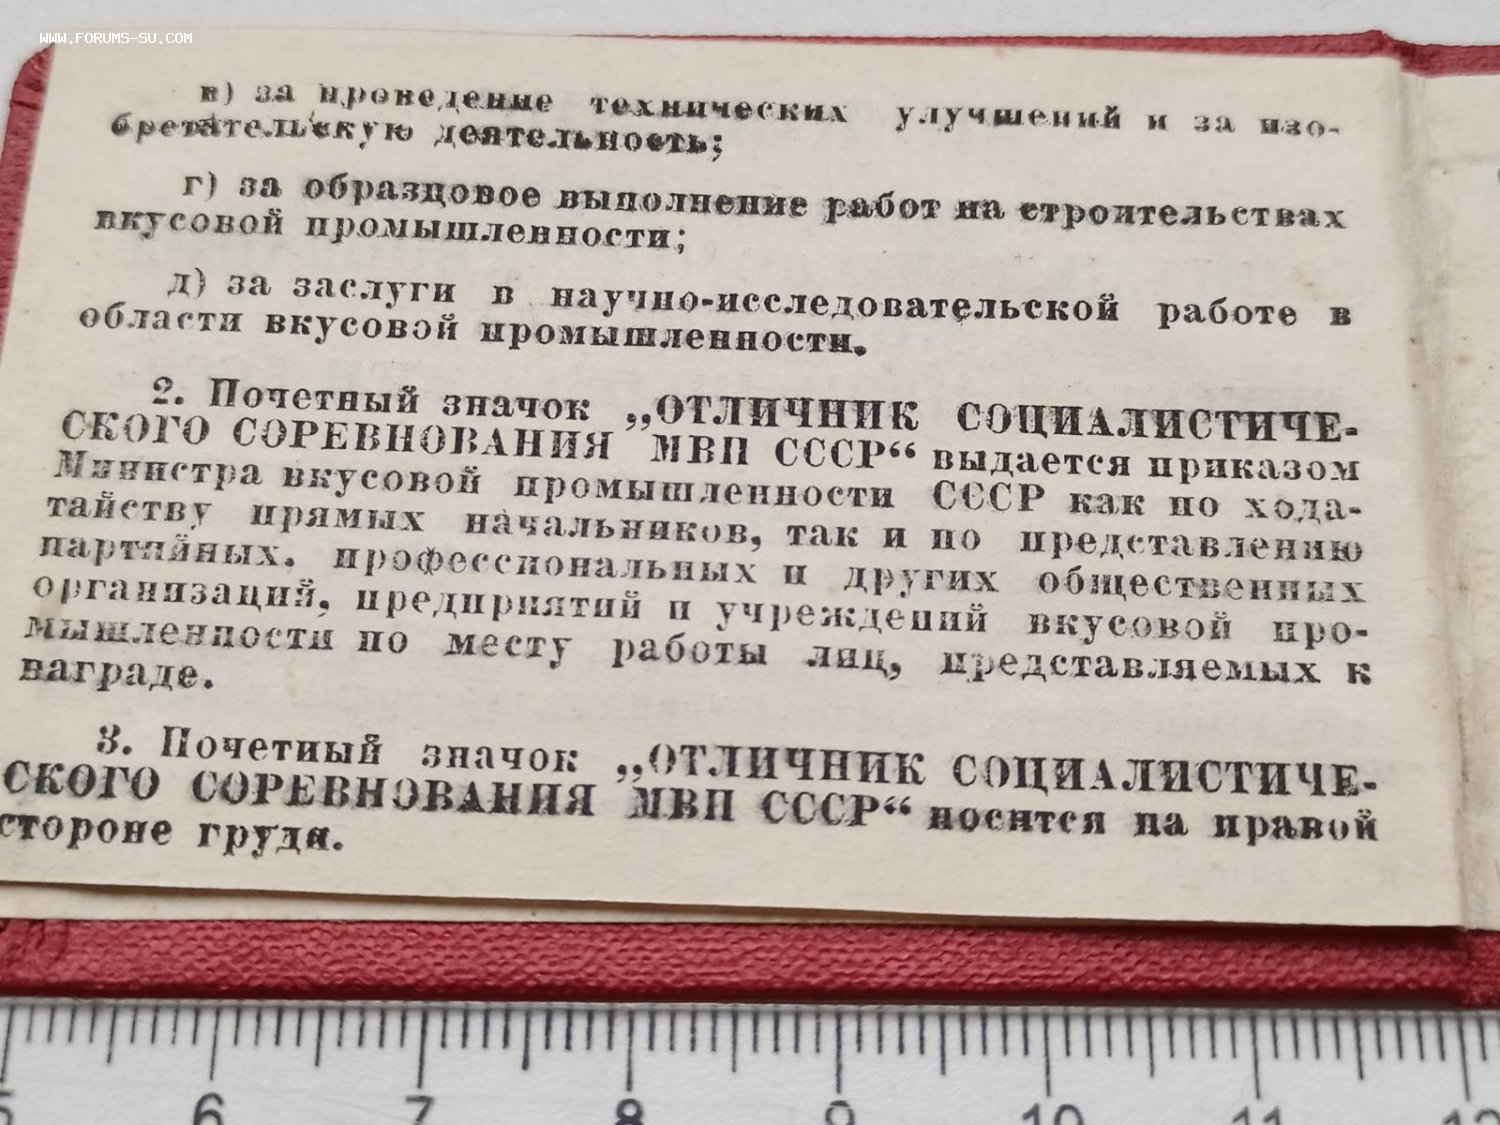 WWW.FORUMS-SU.COM
в) за проведение технических улучшений и за изо-
бретательскую деятельность;
г) за образцовое выполнение работ на строительствах
вкусовой промышленности;
д) за заслуги в научно-исследовательской работе в
области вкусовой промышленности.
2. Почетный значок „ОТЛИЧНИК СОЦИАЛИСТИЧЕ-
СКОГО СОРЕВНОВАНИЯ МВП СССР“ выдается приказом
Министра вкусовой промышленности СССР как по хода-
тайству прямых начальников, так и по представлению
партийных, профессиональных и других общественных
организаций, предприятий и учреждений вкусовой про-
мышленности по месту работы лиц, представляемых к
награде.
3. Почетный значок „ОТЛИЧНИК СОЦИАЛИСТИЧЕ-
СКОГО СОРЕВНОВАНИЯ МВП СССР“ носится на правой
стороне груди.
5 6 7 8 9 10 11 12